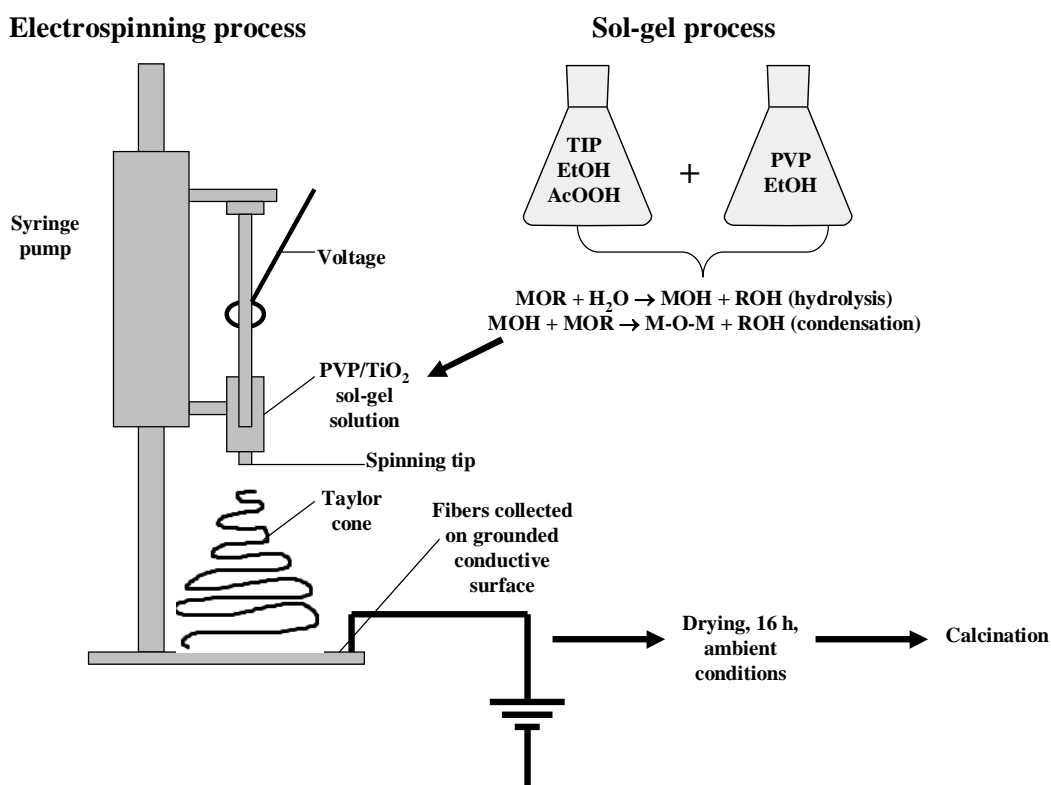 Electrospinning process
Sol-gel process
TIP
EtOH
AcOOH
+
PVP
EtOH
Syringe
pump
Voltage
MOR + H₂O → MOH + ROH (hydrolysis)
MOH + MOR → M-O-M + ROH (condensation)
PVP/TiO₂
sol-gel
solution
Spinning tip
Taylor
cone
Fibers collected
on grounded
conductive
surface
Drying, 16 h,
ambient
conditions
Calcination